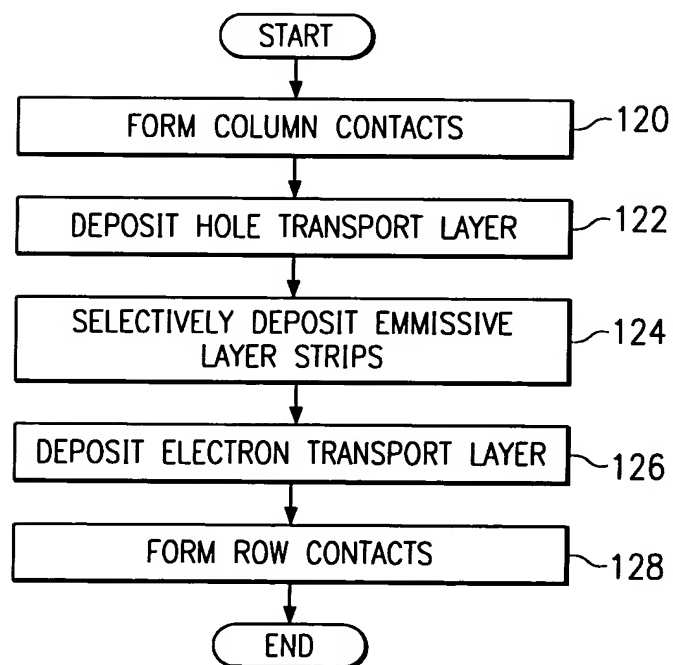 START
FORM COLUMN CONTACTS
120
DEPOSIT HOLE TRANSPORT LAYER
122
SELECTIVELY DEPOSIT EMMISSIVE
LAYER STRIPS
124
DEPOSIT ELECTRON TRANSPORT LAYER
126
FORM ROW CONTACTS
128
END